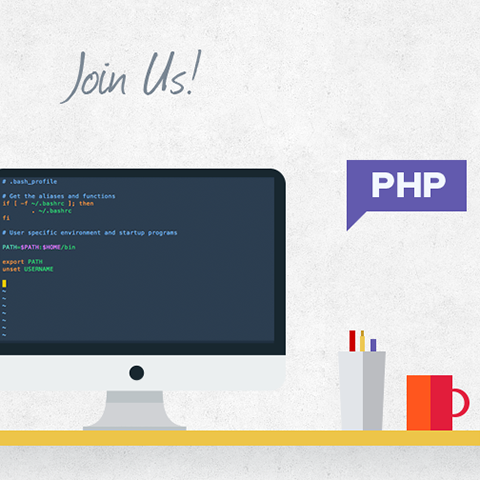 Join Us!
PHP
# .bash_profile
# Get the aliases and functions
if [ -f ~/.bashrc ]; then
. ~/.bashrc
fi
# User specific environment and startup programs
PATH=$PATH:$HOME/bin
export PATH
unset USERNAME
~
~
~
~
~
~
~